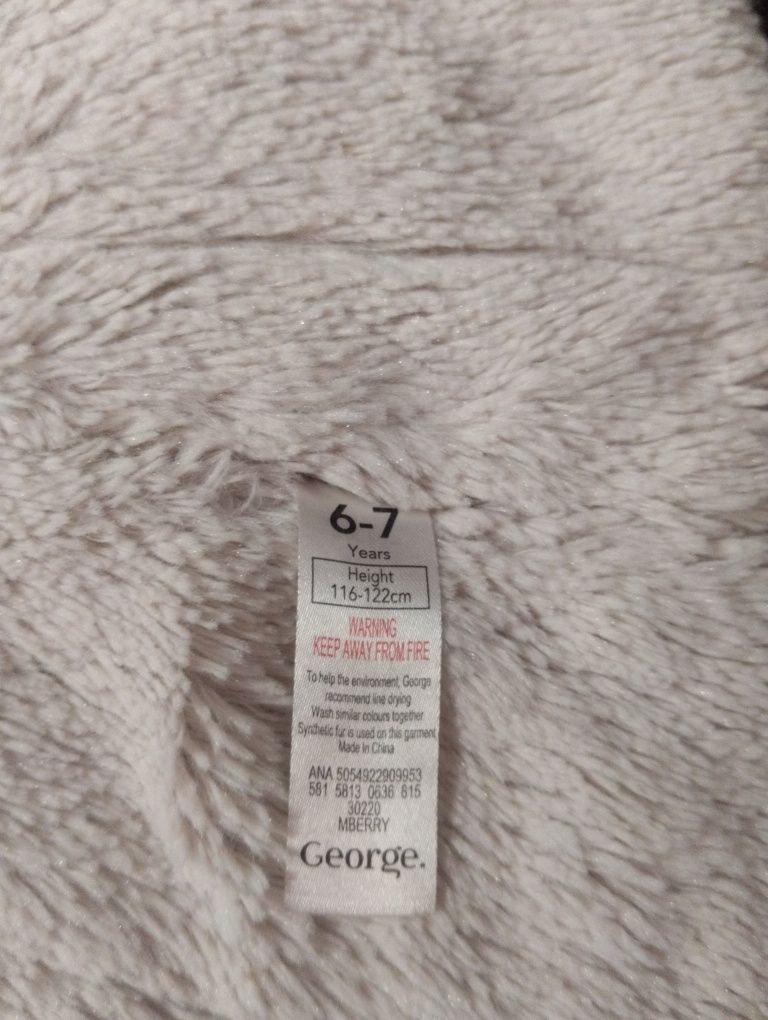 6-7
Years
Height
116-122cm
WARNING
KEEP AWAY FROM FIRE
To help the environment, George
recommend line drying
Wash similar colours together
Synthetic fur is used on this garment
Made In China
ANA 5054922909953
581 5813 0636 815
30220
MBERRY
George.